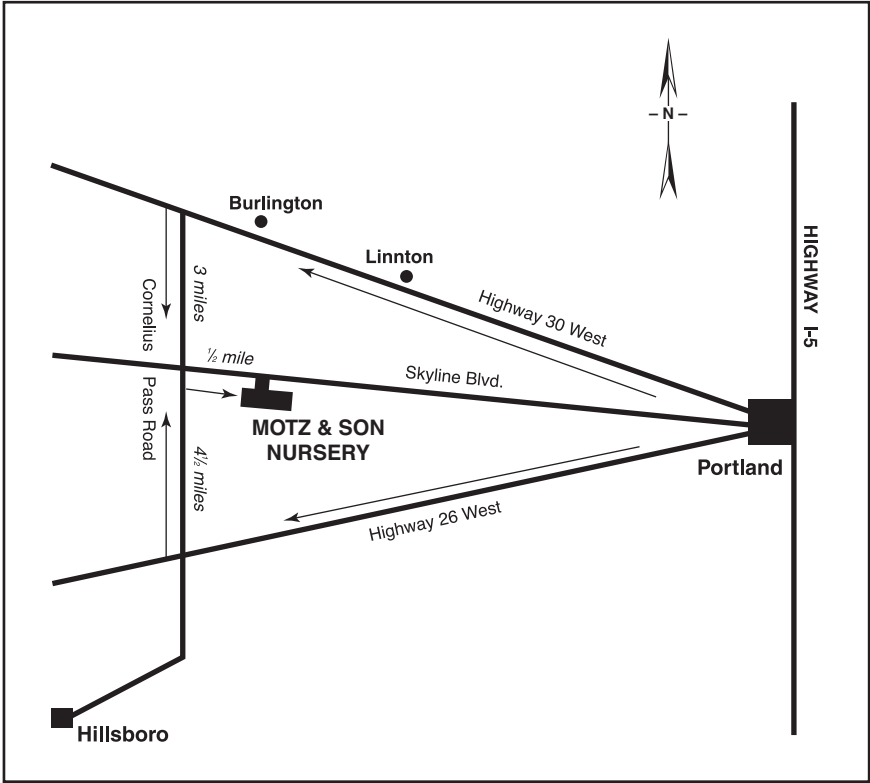 – N –
Burlington
Linnton
HIGHWAY I-5
Highway 30 West
3 miles
Cornelius Pass Road
½ mile
Skyline Blvd.
MOTZ & SON
NURSERY
4½ miles
Portland
Highway 26 West
Hillsboro